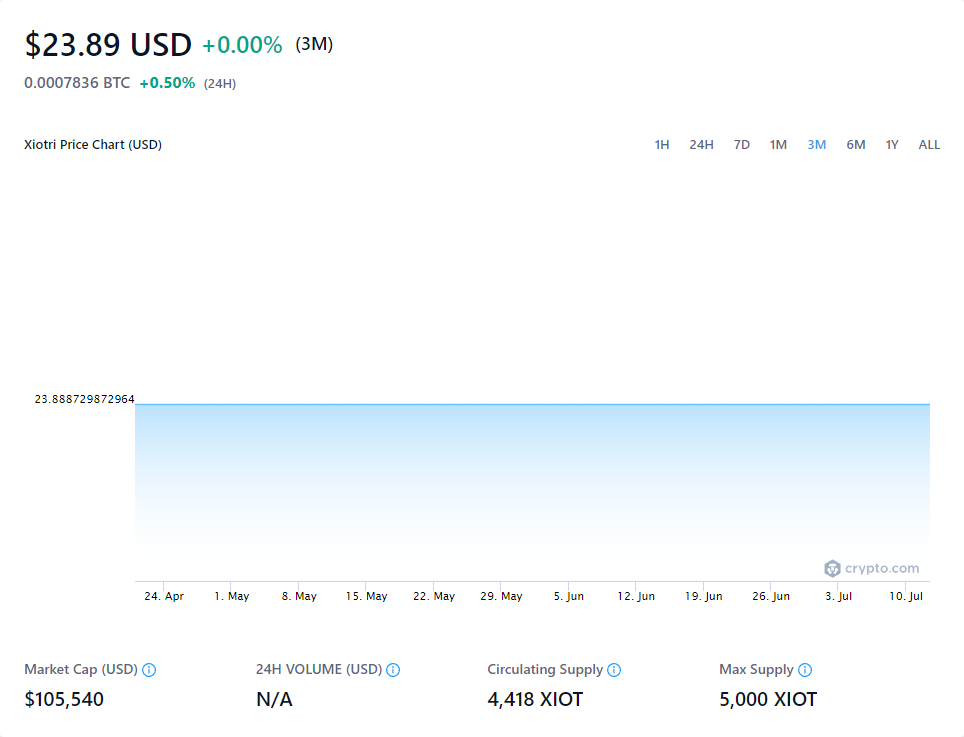 $23.89 USD +0.00% (3M)
0.0007836 BTC +0.50% (24H)
Xiotri Price Chart (USD) 1H 24H 7D 1M 3M 6M 1Y ALL
23.888729872964
crypto.com
24. Apr 1. May 8. May 15. May 22. May 29. May 5. Jun 12. Jun 19. Jun 26. Jun 3. Jul 10. Jul
Market Cap (USD) 24H VOLUME (USD) Circulating Supply Max Supply
$105,540 N/A 4,418 XIOT 5,000 XIOT